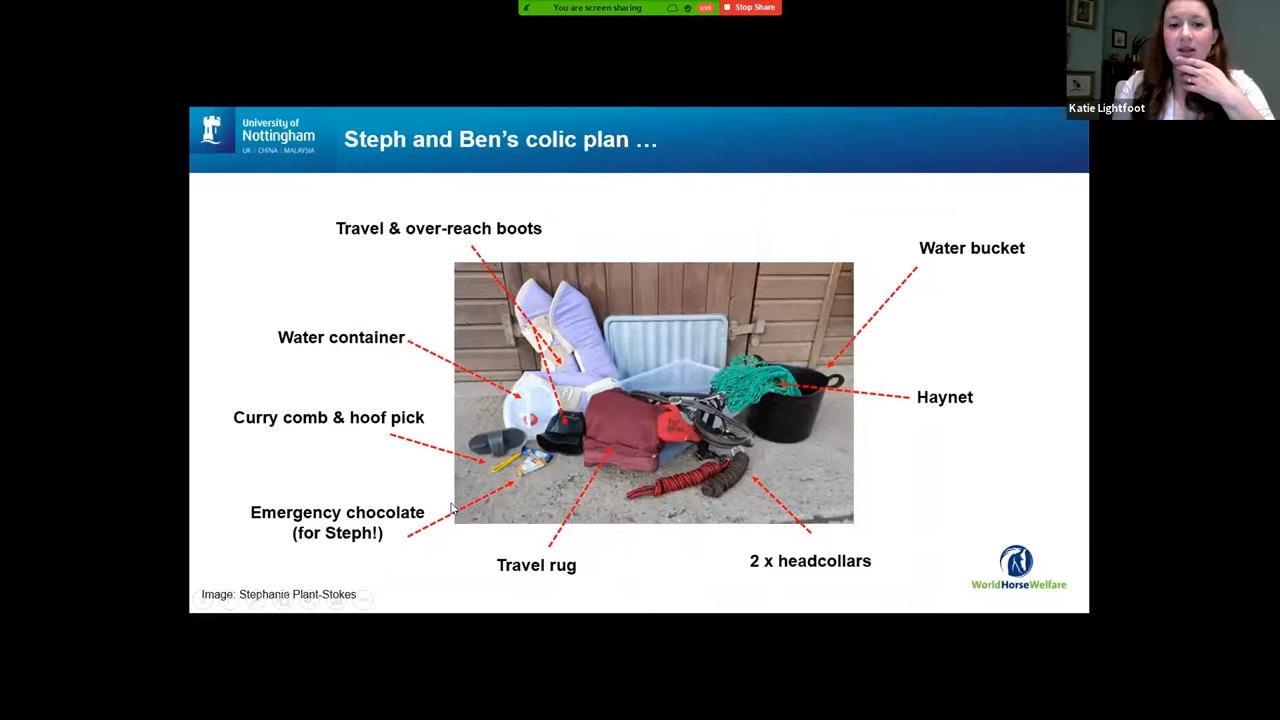 You are screen sharing
LIVE
Stop Share
Katie Lightfoot
University of
Nottingham
UK | CHINA | MALAYSIA
Steph and Ben's colic plan …
Travel & over-reach boots
Water bucket
Water container
Haynet
Curry comb & hoof pick
Emergency chocolate
(for Steph!)
Travel rug
2 x headcollars
WorldHorseWelfare
Image: Stephanie Plant-Stokes